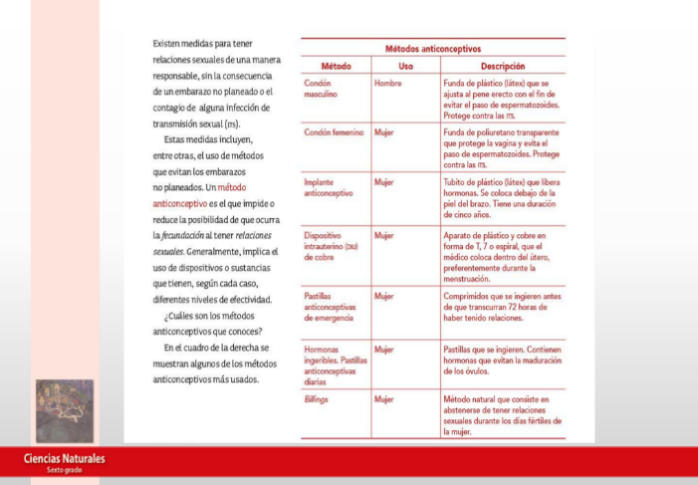 Existen medidas para tener
relaciones sexuales de una manera
responsable, sin la consecuencia
de un embarazo no planeado o el
contagio de alguna infección de
transmisión sexual (ITS).
Estas medidas incluyen,
entre otras, el uso de métodos
que evitan los embarazos
no planeados. Un método
anticonceptivo es el que impide o
reduce la posibilidad de que ocurra
la fecundación al tener relaciones
sexuales. Generalmente, implica el
uso de dispositivos o sustancias
que tienen, según cada caso,
diferentes niveles de efectividad.
¿Cuáles son los métodos
anticonceptivos que conoces?
En el cuadro de la derecha se
muestran algunos de los métodos
anticonceptivos más usados.
Métodos anticonceptivos
Método Uso Descripción
Condón Hombre Funda de plástico (látex) que se
masculino ajusta al pene erecto con el fin de
evitar el paso de espermatozoides.
Protege contra las ITS.
Condón femenino Mujer Funda de poliuretano transparente
que protege la vagina y evita el
paso de espermatozoides. Protege
contra las ITS.
Implante Mujer Tubito de plástico (látex) que libera
anticonceptivo hormonas. Se coloca debajo de la
piel del brazo. Tiene una duración
de cinco años.
Dispositivo Mujer Aparato de plástico y cobre en
intrauterino (DIU) forma de T, 7 o espiral, que el
de cobre médico coloca dentro del útero,
preferentemente durante la
menstruación.
Pastillas Mujer Comprimidos que se ingieren antes
anticonceptivas de que transcurran 72 horas de
de emergencia haber tenido relaciones.
Hormonas Mujer Pastillas que se ingieren. Contienen
ingeribles. Pastillas hormonas que evitan la maduración
anticonceptivas de los óvulos.
diarias
Billings Mujer Método natural que consiste en
abstenerse de tener relaciones
sexuales durante los días fértiles de
la mujer.
Ciencias Naturales
Sexto grado